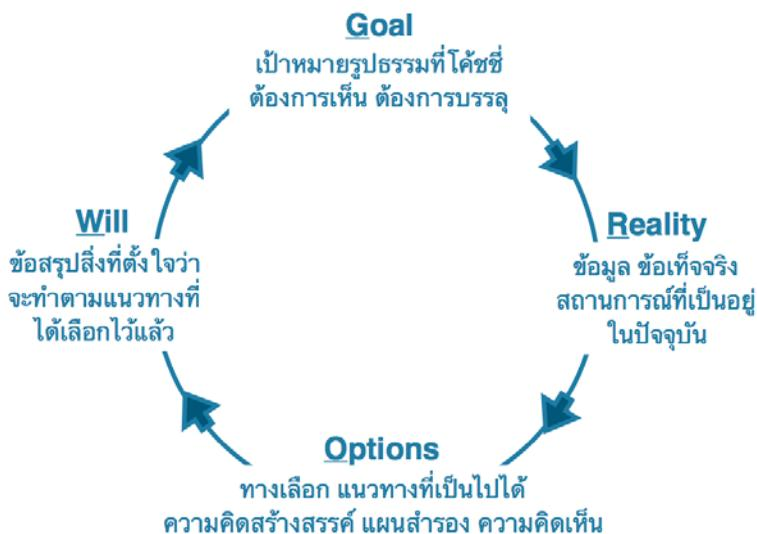 Goal
เป้าหมายรูปธรรมที่โค้ชชี่
ต้องการเห็น ต้องการบรรลุ
Reality
ข้อมูล ข้อเท็จจริง
สถานการณ์ที่เป็นอยู่
ในปัจจุบัน
Options
ทางเลือก แนวทางที่เป็นไปได้
ความคิดสร้างสรรค์ แผนสำรอง ความคิดเห็น
Will
ข้อสรุปสิ่งที่ตั้งใจว่า
จะทำตามแนวทางที่
ได้เลือกไว้แล้ว